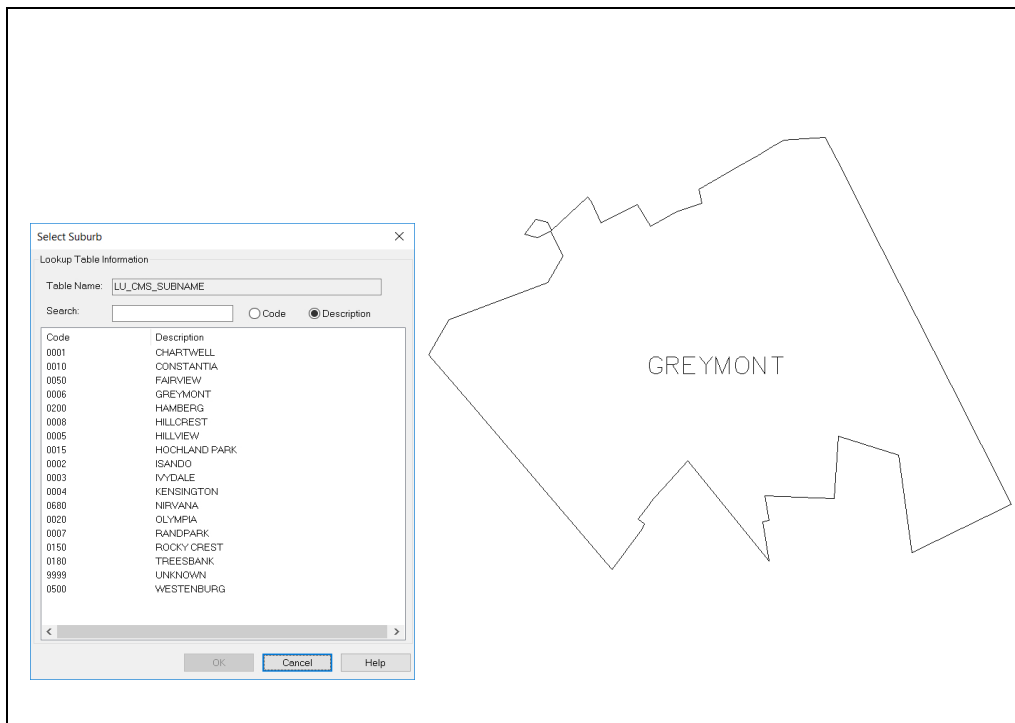 Select Suburb
Lookup Table Information
Table Name: LU_CMS_SUBNAME
Search: Code Description
Code Description
0001 CHARTWELL
0010 CONSTANTIA
0050 FAIRVIEW
0006 GREYMONT
0200 HAMBERG
0008 HILLCREST
0005 HILLVIEW
0015 HOCHLAND PARK
0002 ISANDO
0003 IVYDALE
0004 KENSINGTON
0680 NIRVANA
0020 OLYMPIA
0007 RANDPARK
0150 ROCKY CREST
0180 TREESBANK
9999 UNKNOWN
0500 WESTENBURG
OK Cancel Help
GREYMONT